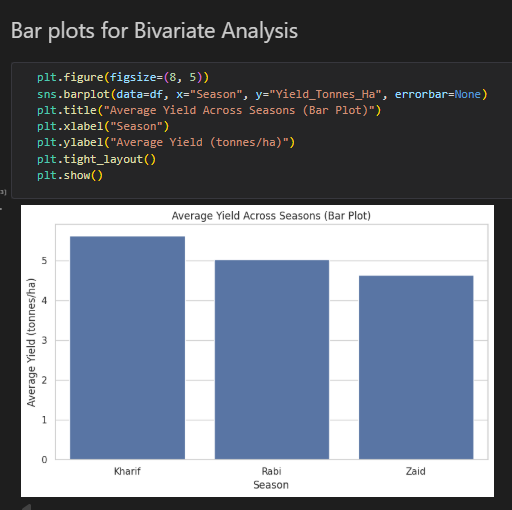 Bar plots for Bivariate Analysis
plt.figure(figsize=(8, 5))
sns.barplot(data=df, x="Season", y="Yield_Tonnes_Ha", errorbar=None)
plt.title("Average Yield Across Seasons (Bar Plot)")
plt.xlabel("Season")
plt.ylabel("Average Yield (tonnes/ha)")
plt.tight_layout()
plt.show()
Average Yield Across Seasons (Bar Plot)
Average Yield (tonnes/ha)
5
4
3
2
1
0
Kharif Rabi Zaid
Season